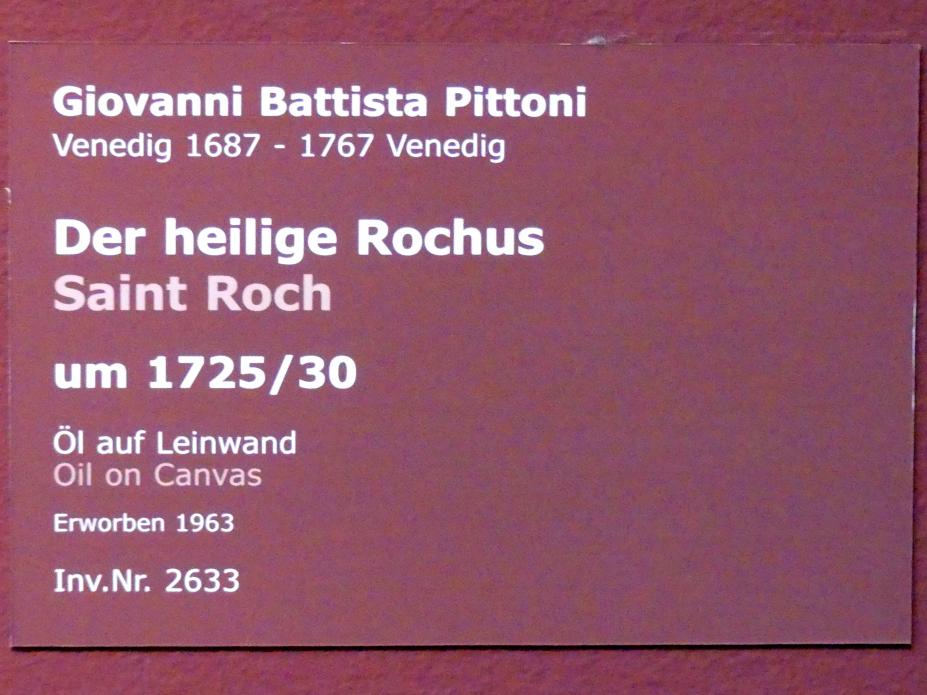 Giovanni Battista Pittoni
Venedig 1687 - 1767 Venedig
Der heilige Rochus
Saint Roch
um 1725/30
Öl auf Leinwand
Oil on Canvas
Erworben 1963
Inv.Nr. 2633